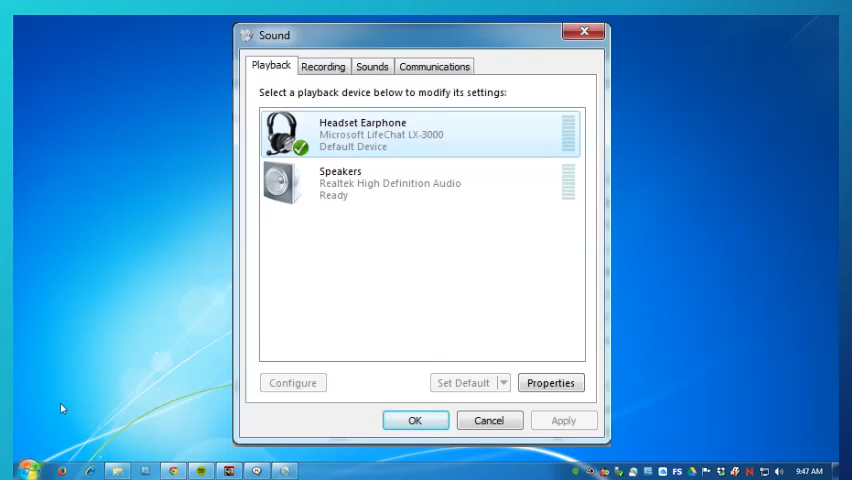 Sound
Playback
Recording
Sounds
Communications
Select a playback device below to modify its settings:
Headset Earphone
Microsoft LifeChat LX-3000
Default Device
Speakers
Realtek High Definition Audio
Ready
Configure
Set Default
Properties
OK
Cancel
Apply
FS
N
9:47 AM